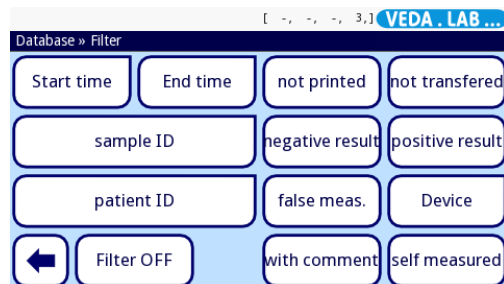 [ -, -, -, 3,] VEDA.LAB ...
Database » Filter
Start time End time not printed not transfered
sample ID negative result positive result
patient ID false meas. Device
Filter OFF with comment self measured